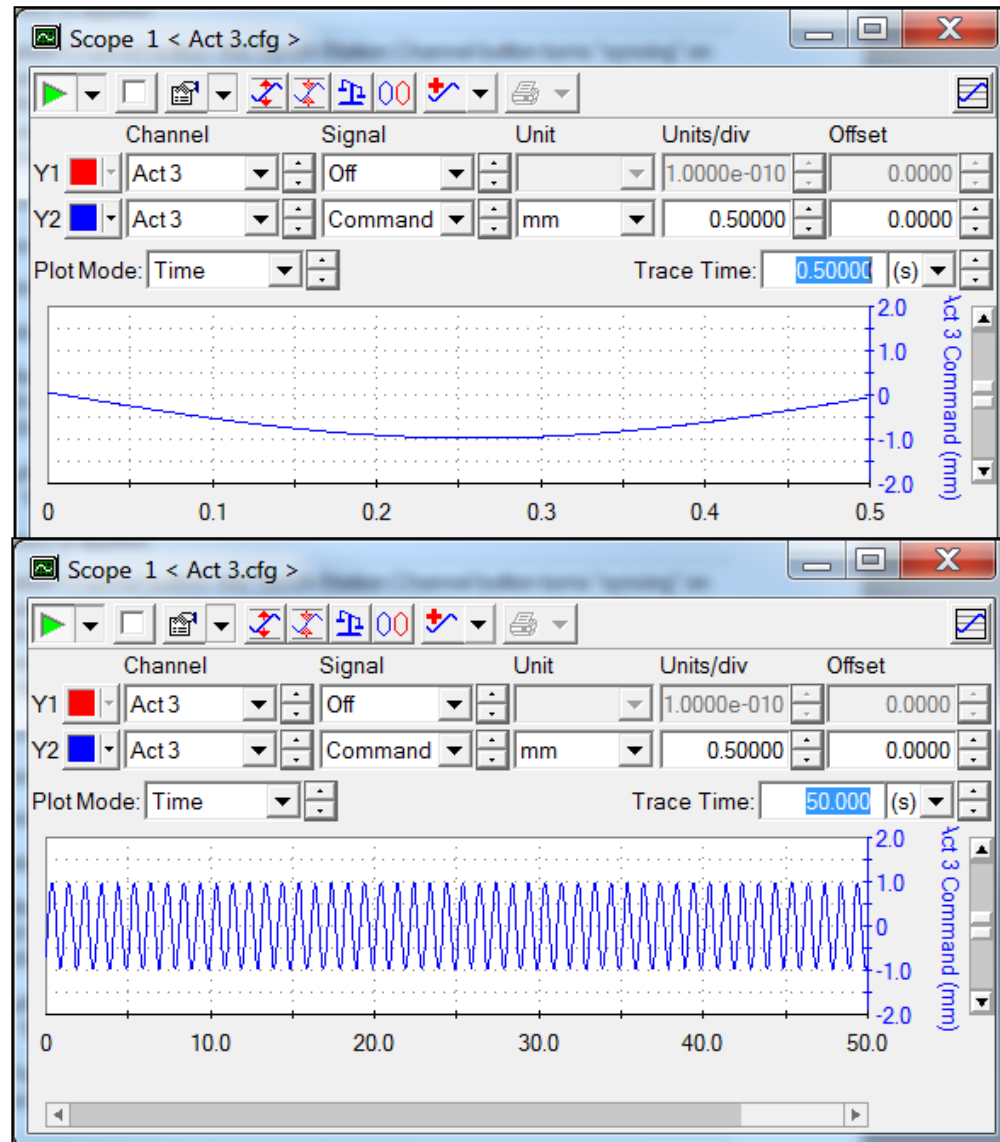 Scope 1 < Act 3.cfg >
Channel Signal Unit Units/div Offset
Y1 Act 3 Off 1.0000e-010 0.0000
Y2 Act 3 Command mm 0.50000 0.0000
Plot Mode: Time Trace Time: 0.50000 (s)
2.0
1.0
0
-1.0
-2.0
Act 3 Command (mm)
0 0.1 0.2 0.3 0.4 0.5
Scope 1 < Act 3.cfg >
Channel Signal Unit Units/div Offset
Y1 Act 3 Off 1.0000e-010 0.0000
Y2 Act 3 Command mm 0.50000 0.0000
Plot Mode: Time Trace Time: 50.000 (s)
2.0
1.0
0
-1.0
-2.0
Act 3 Command (mm)
0 10.0 20.0 30.0 40.0 50.0